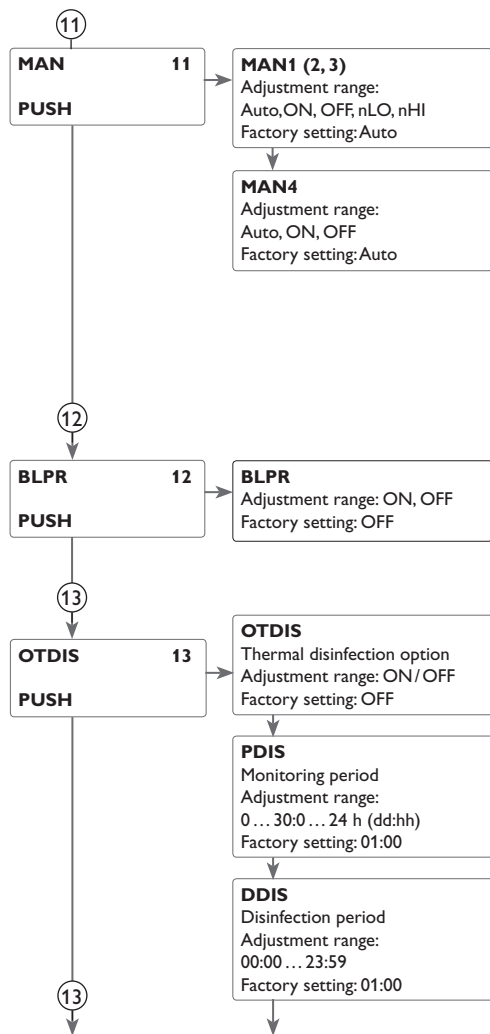 11
MAN 11
PUSH
MAN1 (2, 3)
Adjustment range:
Auto, ON, OFF, nLO, nHI
Factory setting: Auto
MAN4
Adjustment range:
Auto, ON, OFF
Factory setting: Auto
12
BLPR 12
PUSH
BLPR
Adjustment range: ON, OFF
Factory setting: OFF
13
OTDIS 13
PUSH
OTDIS
Thermal disinfection option
Adjustment range: ON / OFF
Factory setting: OFF
PDIS
Monitoring period
Adjustment range:
0 … 30:0 … 24 h (dd:hh)
Factory setting: 01:00
DDIS
Disinfection period
Adjustment range:
00:00 … 23:59
Factory setting: 01:00
13